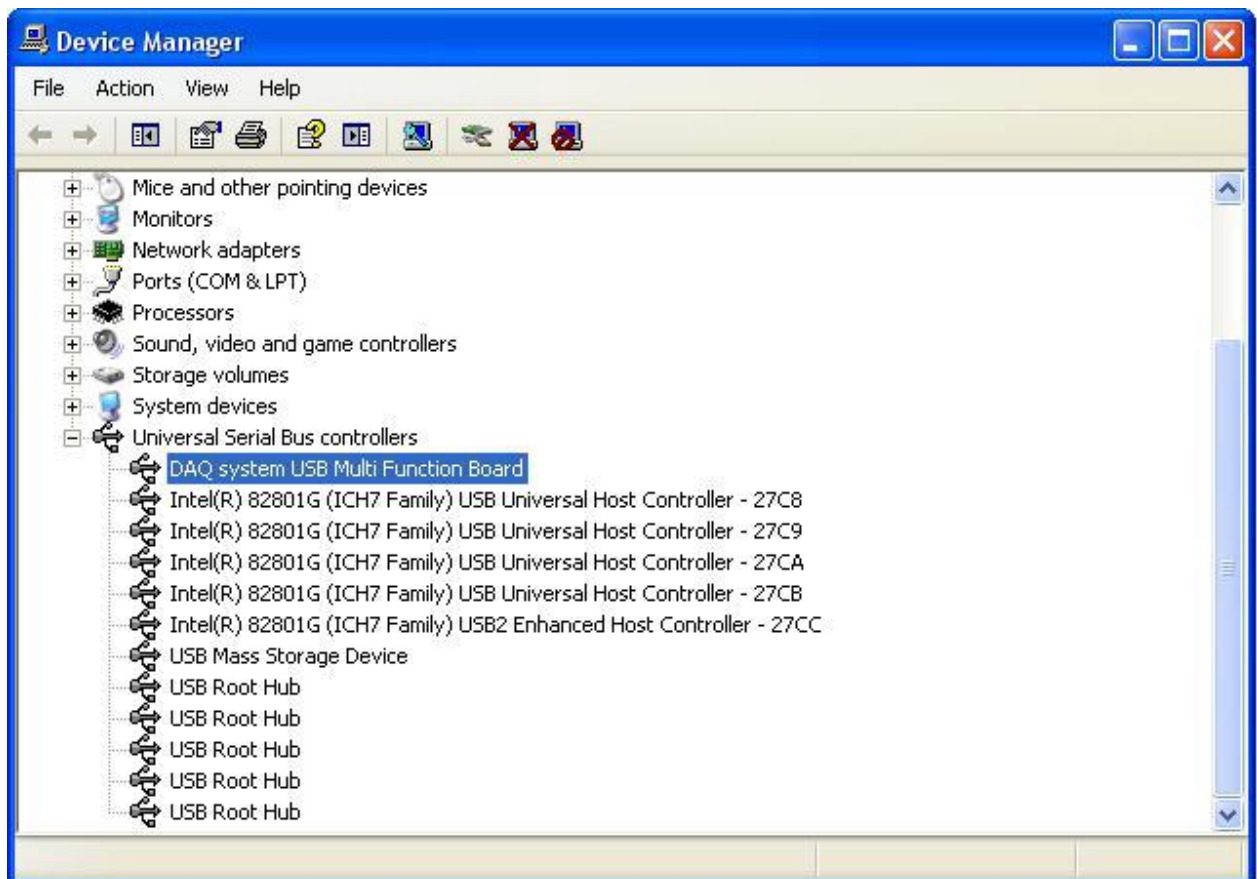 Device Manager
File Action View Help
Mice and other pointing devices
Monitors
Network adapters
Ports (COM & LPT)
Processors
Sound, video and game controllers
Storage volumes
System devices
Universal Serial Bus controllers
DAQ system USB Multi Function Board
Intel(R) 82801G (ICH7 Family) USB Universal Host Controller - 27C8
Intel(R) 82801G (ICH7 Family) USB Universal Host Controller - 27C9
Intel(R) 82801G (ICH7 Family) USB Universal Host Controller - 27CA
Intel(R) 82801G (ICH7 Family) USB Universal Host Controller - 27CB
Intel(R) 82801G (ICH7 Family) USB2 Enhanced Host Controller - 27CC
USB Mass Storage Device
USB Root Hub
USB Root Hub
USB Root Hub
USB Root Hub
USB Root Hub